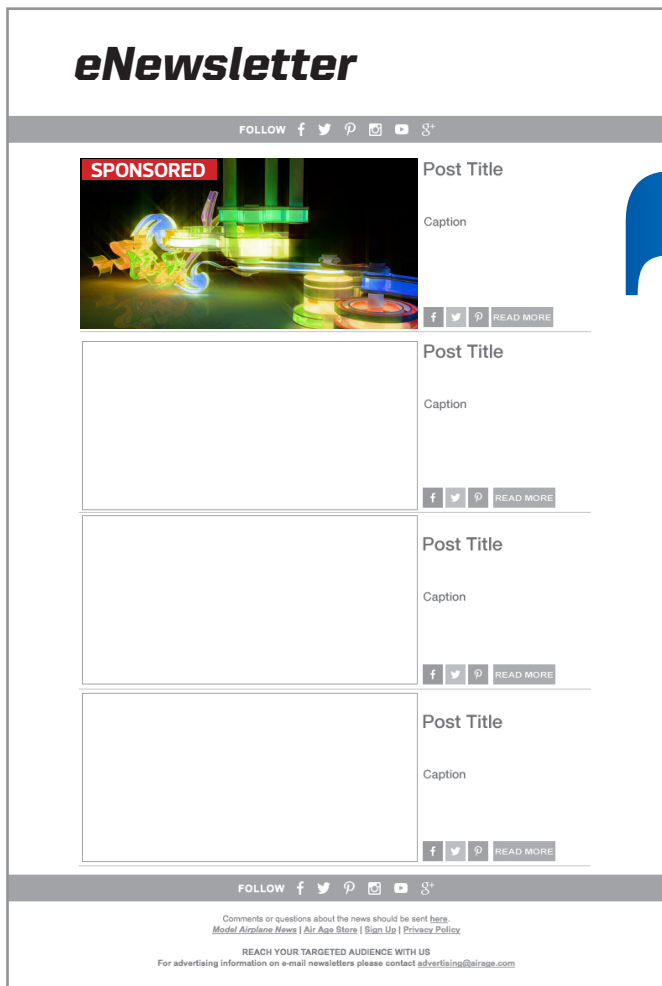 eNewsletter
FOLLOW
SPONSORED
Post Title
Caption
READ MORE
Post Title
Caption
READ MORE
Post Title
Caption
READ MORE
Post Title
Caption
READ MORE
FOLLOW
Comments or questions about the news should be sent here.
Model Airplane News | Air Age Store | Sign Up | Privacy Policy
REACH YOUR TARGETED AUDIENCE WITH US
For advertising information on e-mail newsletters please contact advertising@airage.com